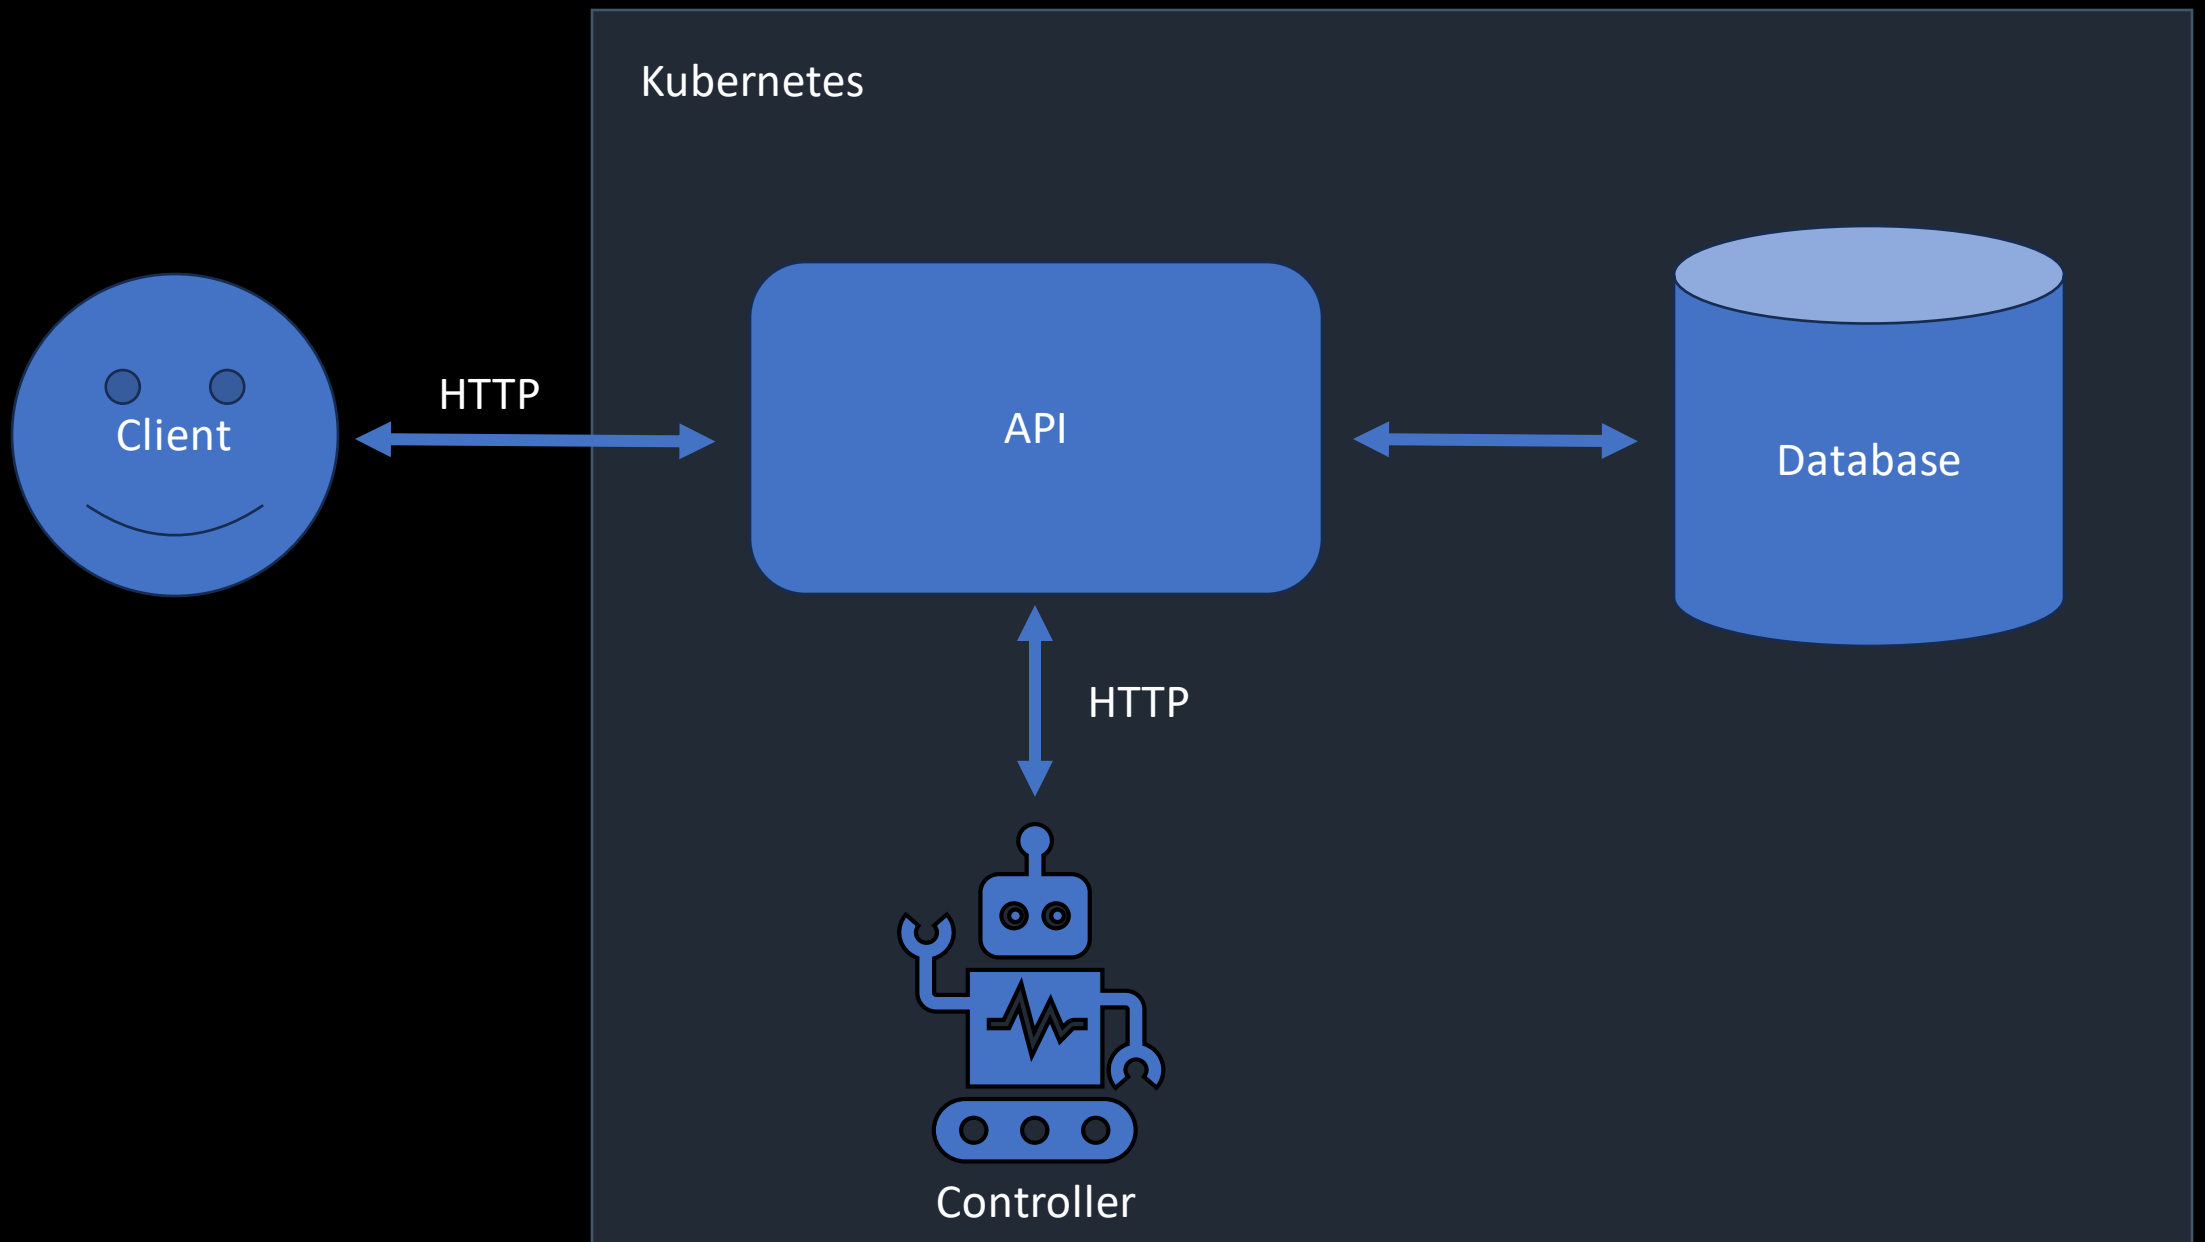 Kubernetes
Client
HTTP
API
Database
HTTP
Controller